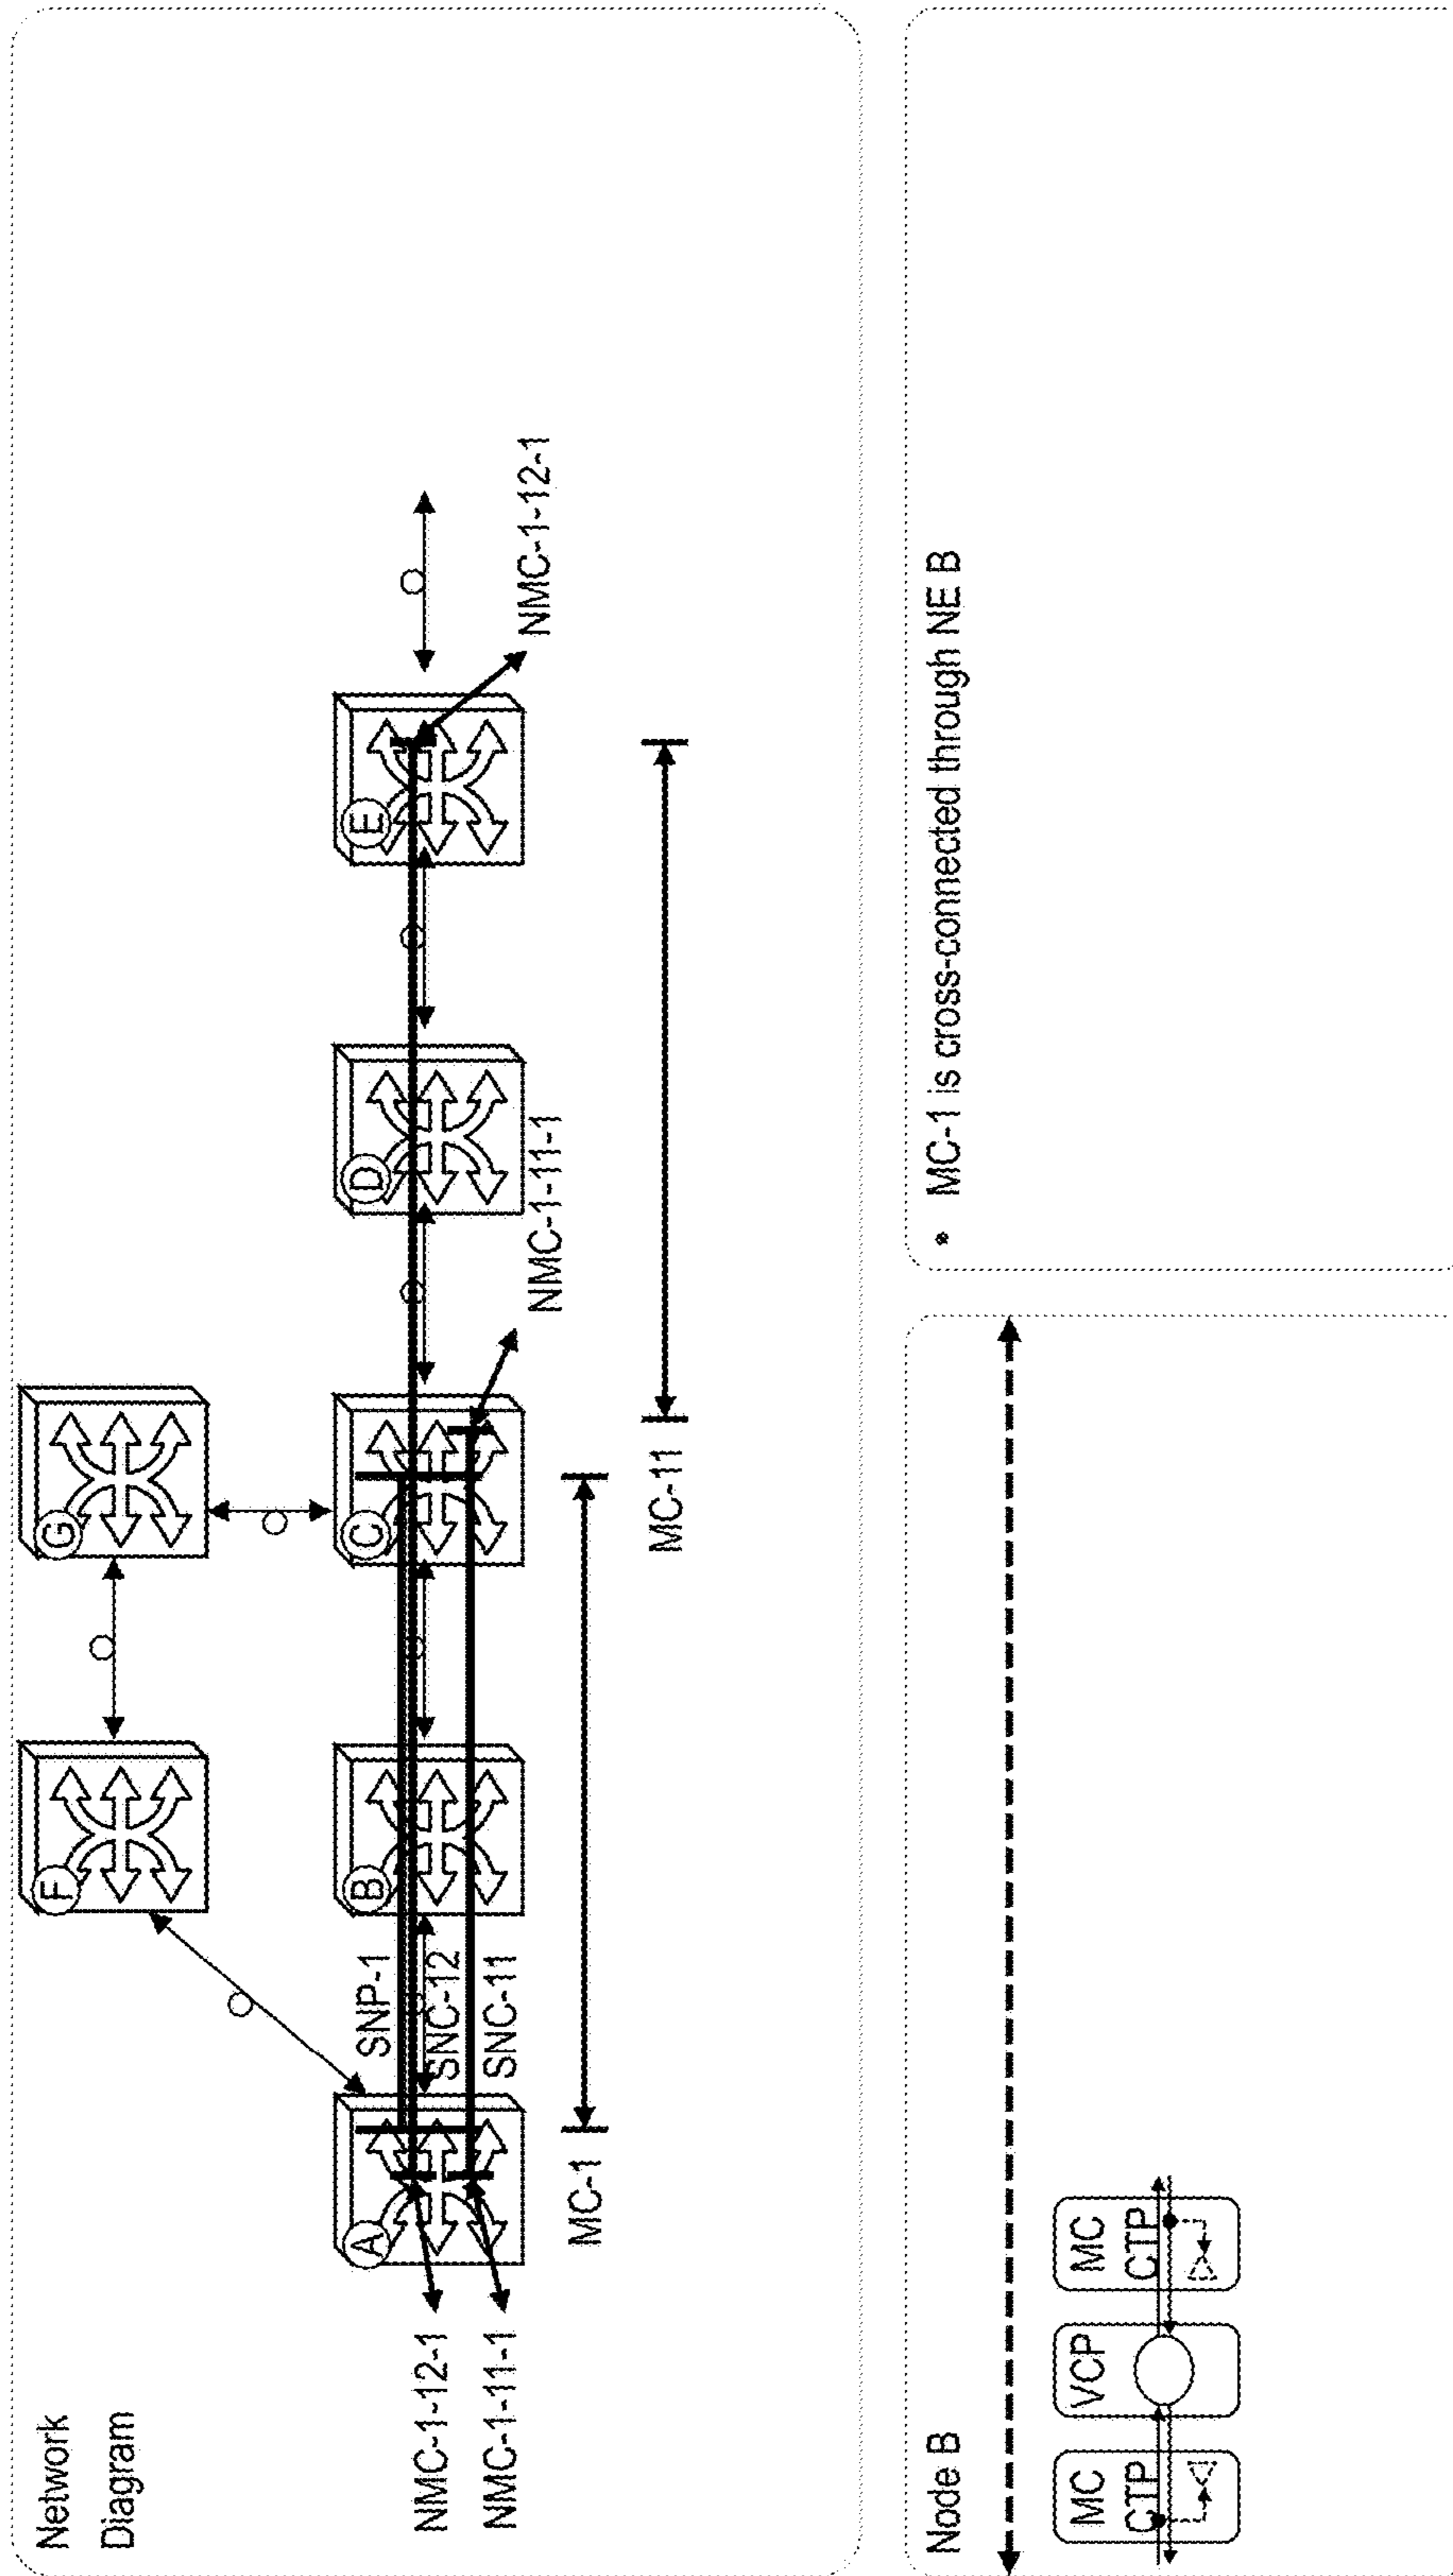 Network
Diagram
F
G
SNP-1
A
B
C
D
E
SNC-12
SNC-11
NMC-1-12-1
NMC-1-11-1
NMC-1-11-1
NMC-1-12-1
MC-1
MC-11
Node B
MC
CTP
VCP
MC
CTP
• MC-1 is cross-connected through NE B